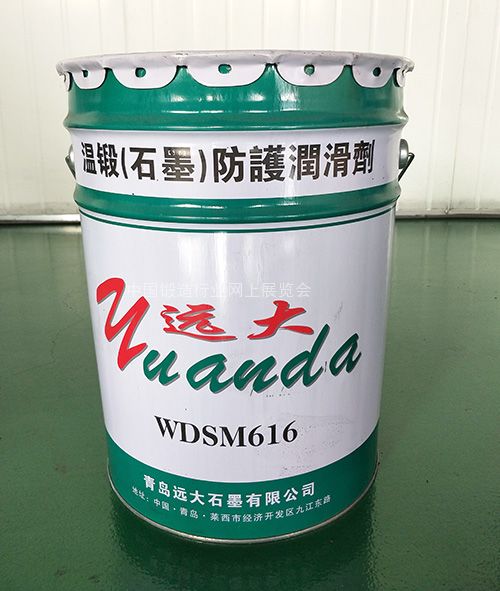 温锻(石墨)防護潤滑劑
中国锻造行业网上展览会
远大
Yuanda
WDSM616
青岛远大石墨有限公司
地址:中国·青岛·莱西市经济开发区九江东路